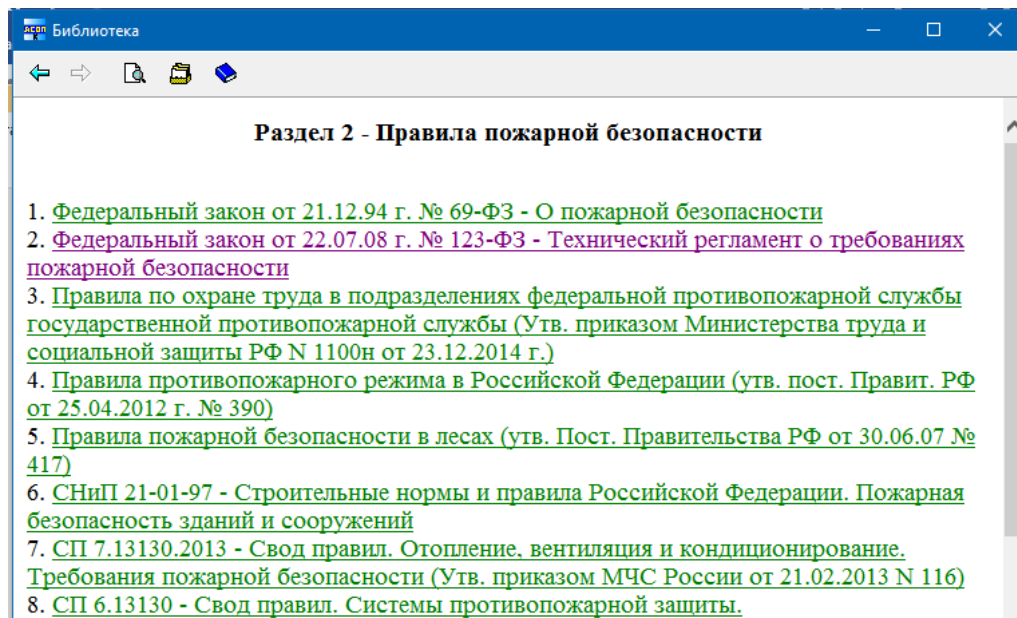 АСОП
Библиотека
Раздел 2 - Правила пожарной безопасности
1. Федеральный закон от 21.12.94 г. № 69-ФЗ - О пожарной безопасности
2. Федеральный закон от 22.07.08 г. № 123-ФЗ - Технический регламент о требованиях
пожарной безопасности
3. Правила по охране труда в подразделениях федеральной противопожарной службы
государственной противопожарной службы (Утв. приказом Министерства труда и
социальной защиты РФ N 1100н от 23.12.2014 г.)
4. Правила противопожарного режима в Российской Федерации (утв. пост. Правит. РФ
от 25.04.2012 г. № 390)
5. Правила пожарной безопасности в лесах (утв. Пост. Правительства РФ от 30.06.07 №
417)
6. СНиП 21-01-97 - Строительные нормы и правила Российской Федерации. Пожарная
безопасность зданий и сооружений
7. СП 7.13130.2013 - Свод правил. Отопление, вентиляция и кондиционирование.
Требования пожарной безопасности (Утв. приказом МЧС России от 21.02.2013 N 116)
8. СП 6.13130 - Свод правил. Системы противопожарной защиты.